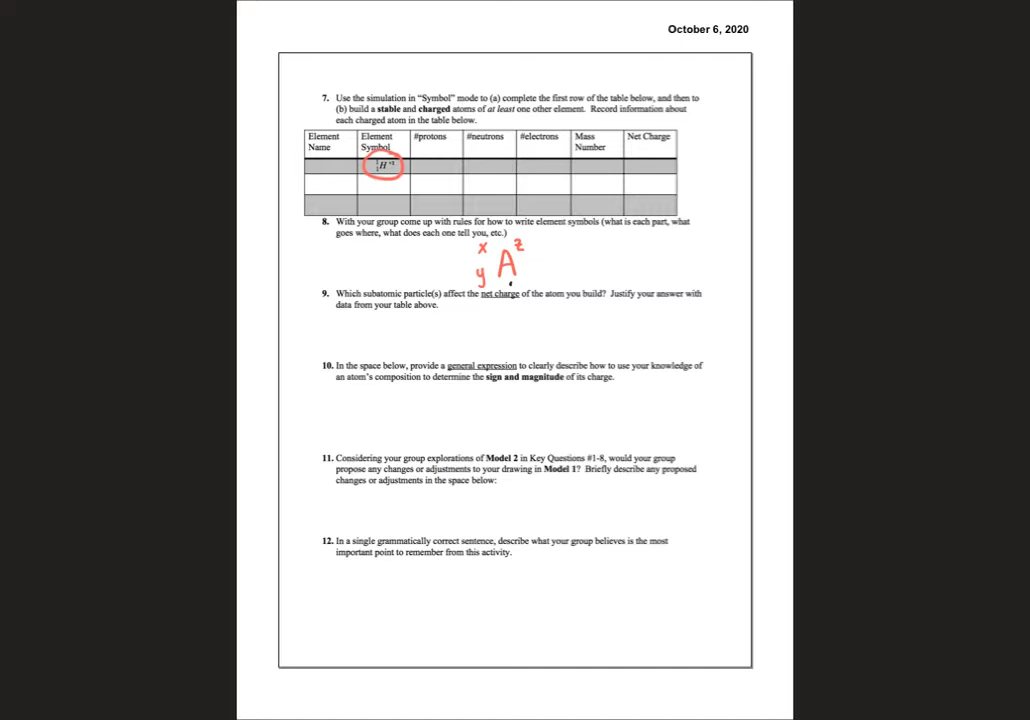 October 6, 2020
7. Use the simulation in "Symbol" mode to (a) complete the first row of the table below, and then to
(b) build a stable and charged atoms of at least one other element. Record information about
each charged atom in the table below.
Element Name Element Symbol #protons #neutrons #electrons Mass Number Net Charge
1 1 H +1
8. With your group come up with rules for how to write element symbols (what is each part, what
goes where, what does each one tell you, etc.)
x z
y A
9. Which subatomic particle(s) affect the net charge of the atom you build? Justify your answer with
data from your table above.
10. In the space below, provide a general expression to clearly describe how to use your knowledge of
an atom's composition to determine the sign and magnitude of its charge.
11. Considering your group explorations of Model 2 in Key Questions #1-8, would your group
propose any changes or adjustments to your drawing in Model 1? Briefly describe any proposed
changes or adjustments in the space below:
12. In a single grammatically correct sentence, describe what your group believes is the most
important point to remember from this activity.